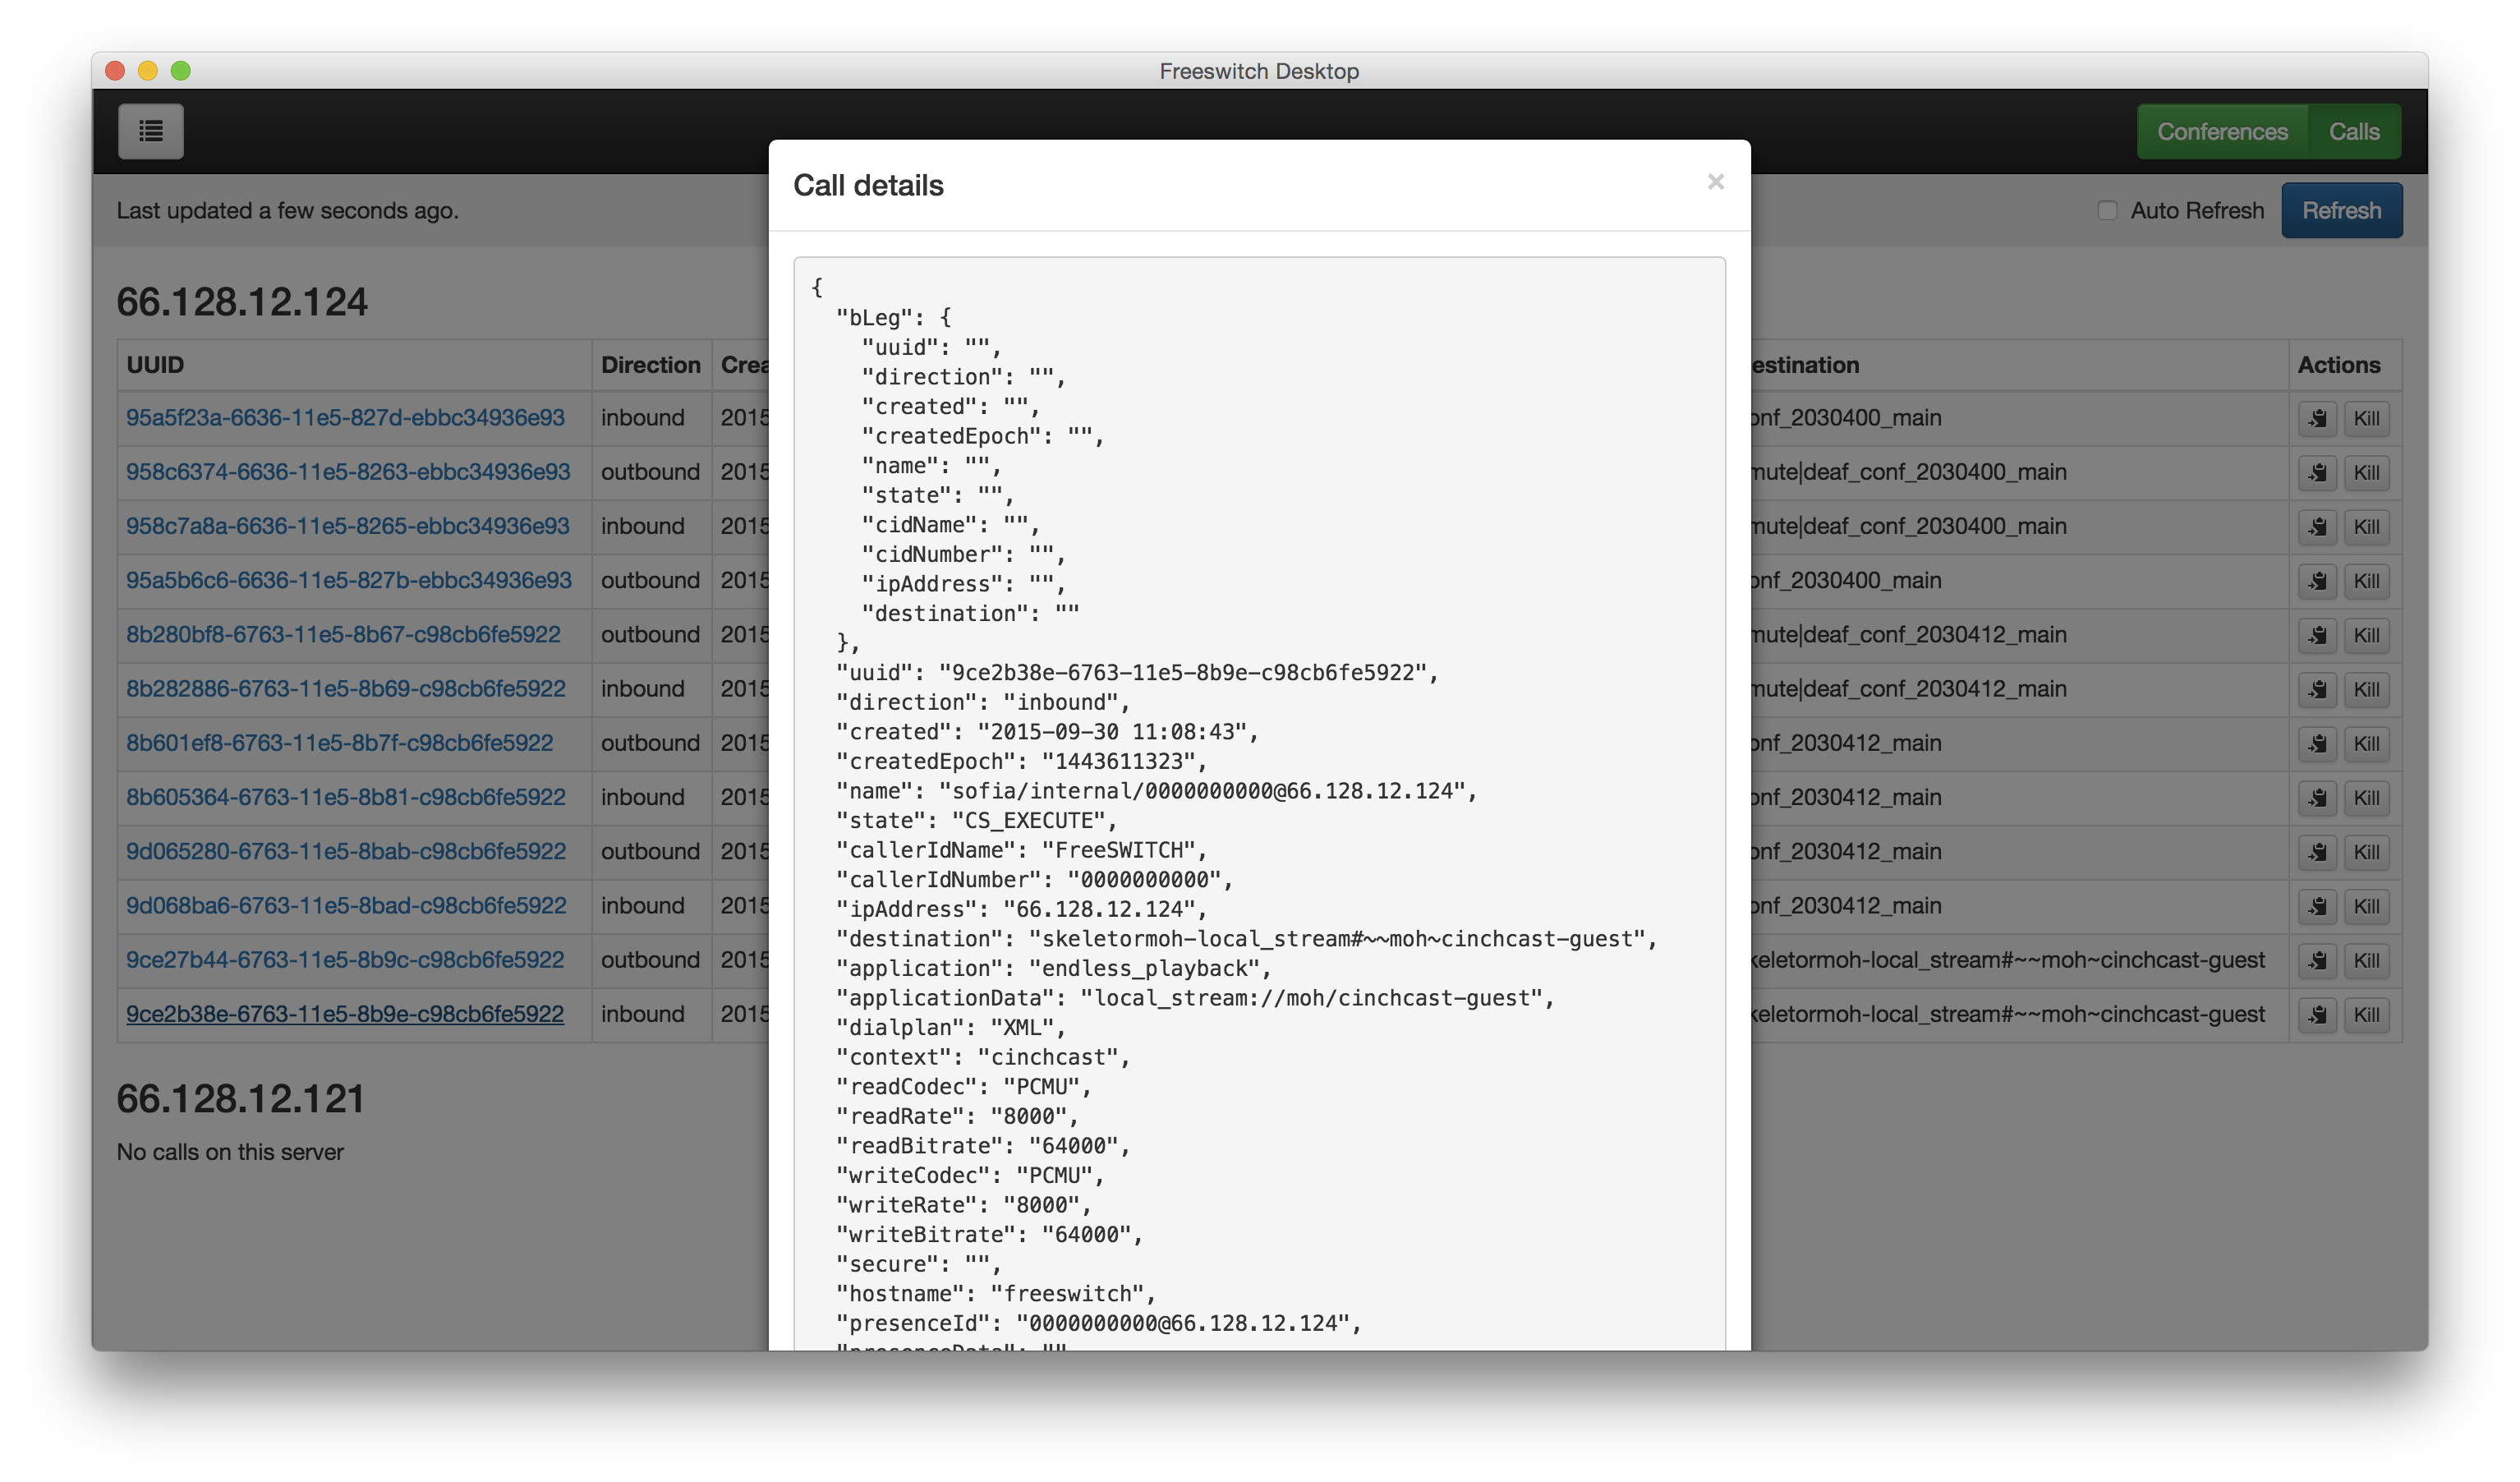 Freeswitch Desktop
Conferences Calls
Last updated a few seconds ago.
Auto Refresh Refresh
66.128.12.124
UUID Direction Crea estination Actions
95a5f23a-6636-11e5-827d-ebbc34936e93 inbound 2015 onf_2030400_main Kill
958c6374-6636-11e5-8263-ebbc34936e93 outbound 2015 mute|deaf_conf_2030400_main Kill
958c7a8a-6636-11e5-8265-ebbc34936e93 inbound 2015 mute|deaf_conf_2030400_main Kill
95a5b6c6-6636-11e5-827b-ebbc34936e93 outbound 2015 onf_2030400_main Kill
8b280bf8-6763-11e5-8b67-c98cb6fe5922 outbound 2015 mute|deaf_conf_2030412_main Kill
8b282886-6763-11e5-8b69-c98cb6fe5922 inbound 2015 mute|deaf_conf_2030412_main Kill
8b601ef8-6763-11e5-8b7f-c98cb6fe5922 outbound 2015 onf_2030412_main Kill
8b605364-6763-11e5-8b81-c98cb6fe5922 inbound 2015 onf_2030412_main Kill
9d065280-6763-11e5-8bab-c98cb6fe5922 outbound 2015 onf_2030412_main Kill
9d068ba6-6763-11e5-8bad-c98cb6fe5922 inbound 2015 onf_2030412_main Kill
9ce27b44-6763-11e5-8b9c-c98cb6fe5922 outbound 2015 keletormoh-local_stream#~~moh~cinchcast-guest Kill
9ce2b38e-6763-11e5-8b9e-c98cb6fe5922 inbound 2015 keletormoh-local_stream#~~moh~cinchcast-guest Kill
66.128.12.121
No calls on this server
Call details ×
{
"bLeg": {
"uuid": "",
"direction": "",
"created": "",
"createdEpoch": "",
"name": "",
"state": "",
"cidName": "",
"cidNumber": "",
"ipAddress": "",
"destination": ""
},
"uuid": "9ce2b38e-6763-11e5-8b9e-c98cb6fe5922",
"direction": "inbound",
"created": "2015-09-30 11:08:43",
"createdEpoch": "1443611323",
"name": "sofia/internal/0000000000@66.128.12.124",
"state": "CS_EXECUTE",
"callerIdName": "FreeSWITCH",
"callerIdNumber": "0000000000",
"ipAddress": "66.128.12.124",
"destination": "skeletormoh-local_stream#~~moh~cinchcast-guest",
"application": "endless_playback",
"applicationData": "local_stream://moh/cinchcast-guest",
"dialplan": "XML",
"context": "cinchcast",
"readCodec": "PCMU",
"readRate": "8000",
"readBitrate": "64000",
"writeCodec": "PCMU",
"writeRate": "8000",
"writeBitrate": "64000",
"secure": "",
"hostname": "freeswitch",
"presenceId": "0000000000@66.128.12.124",
"presenceData": ""